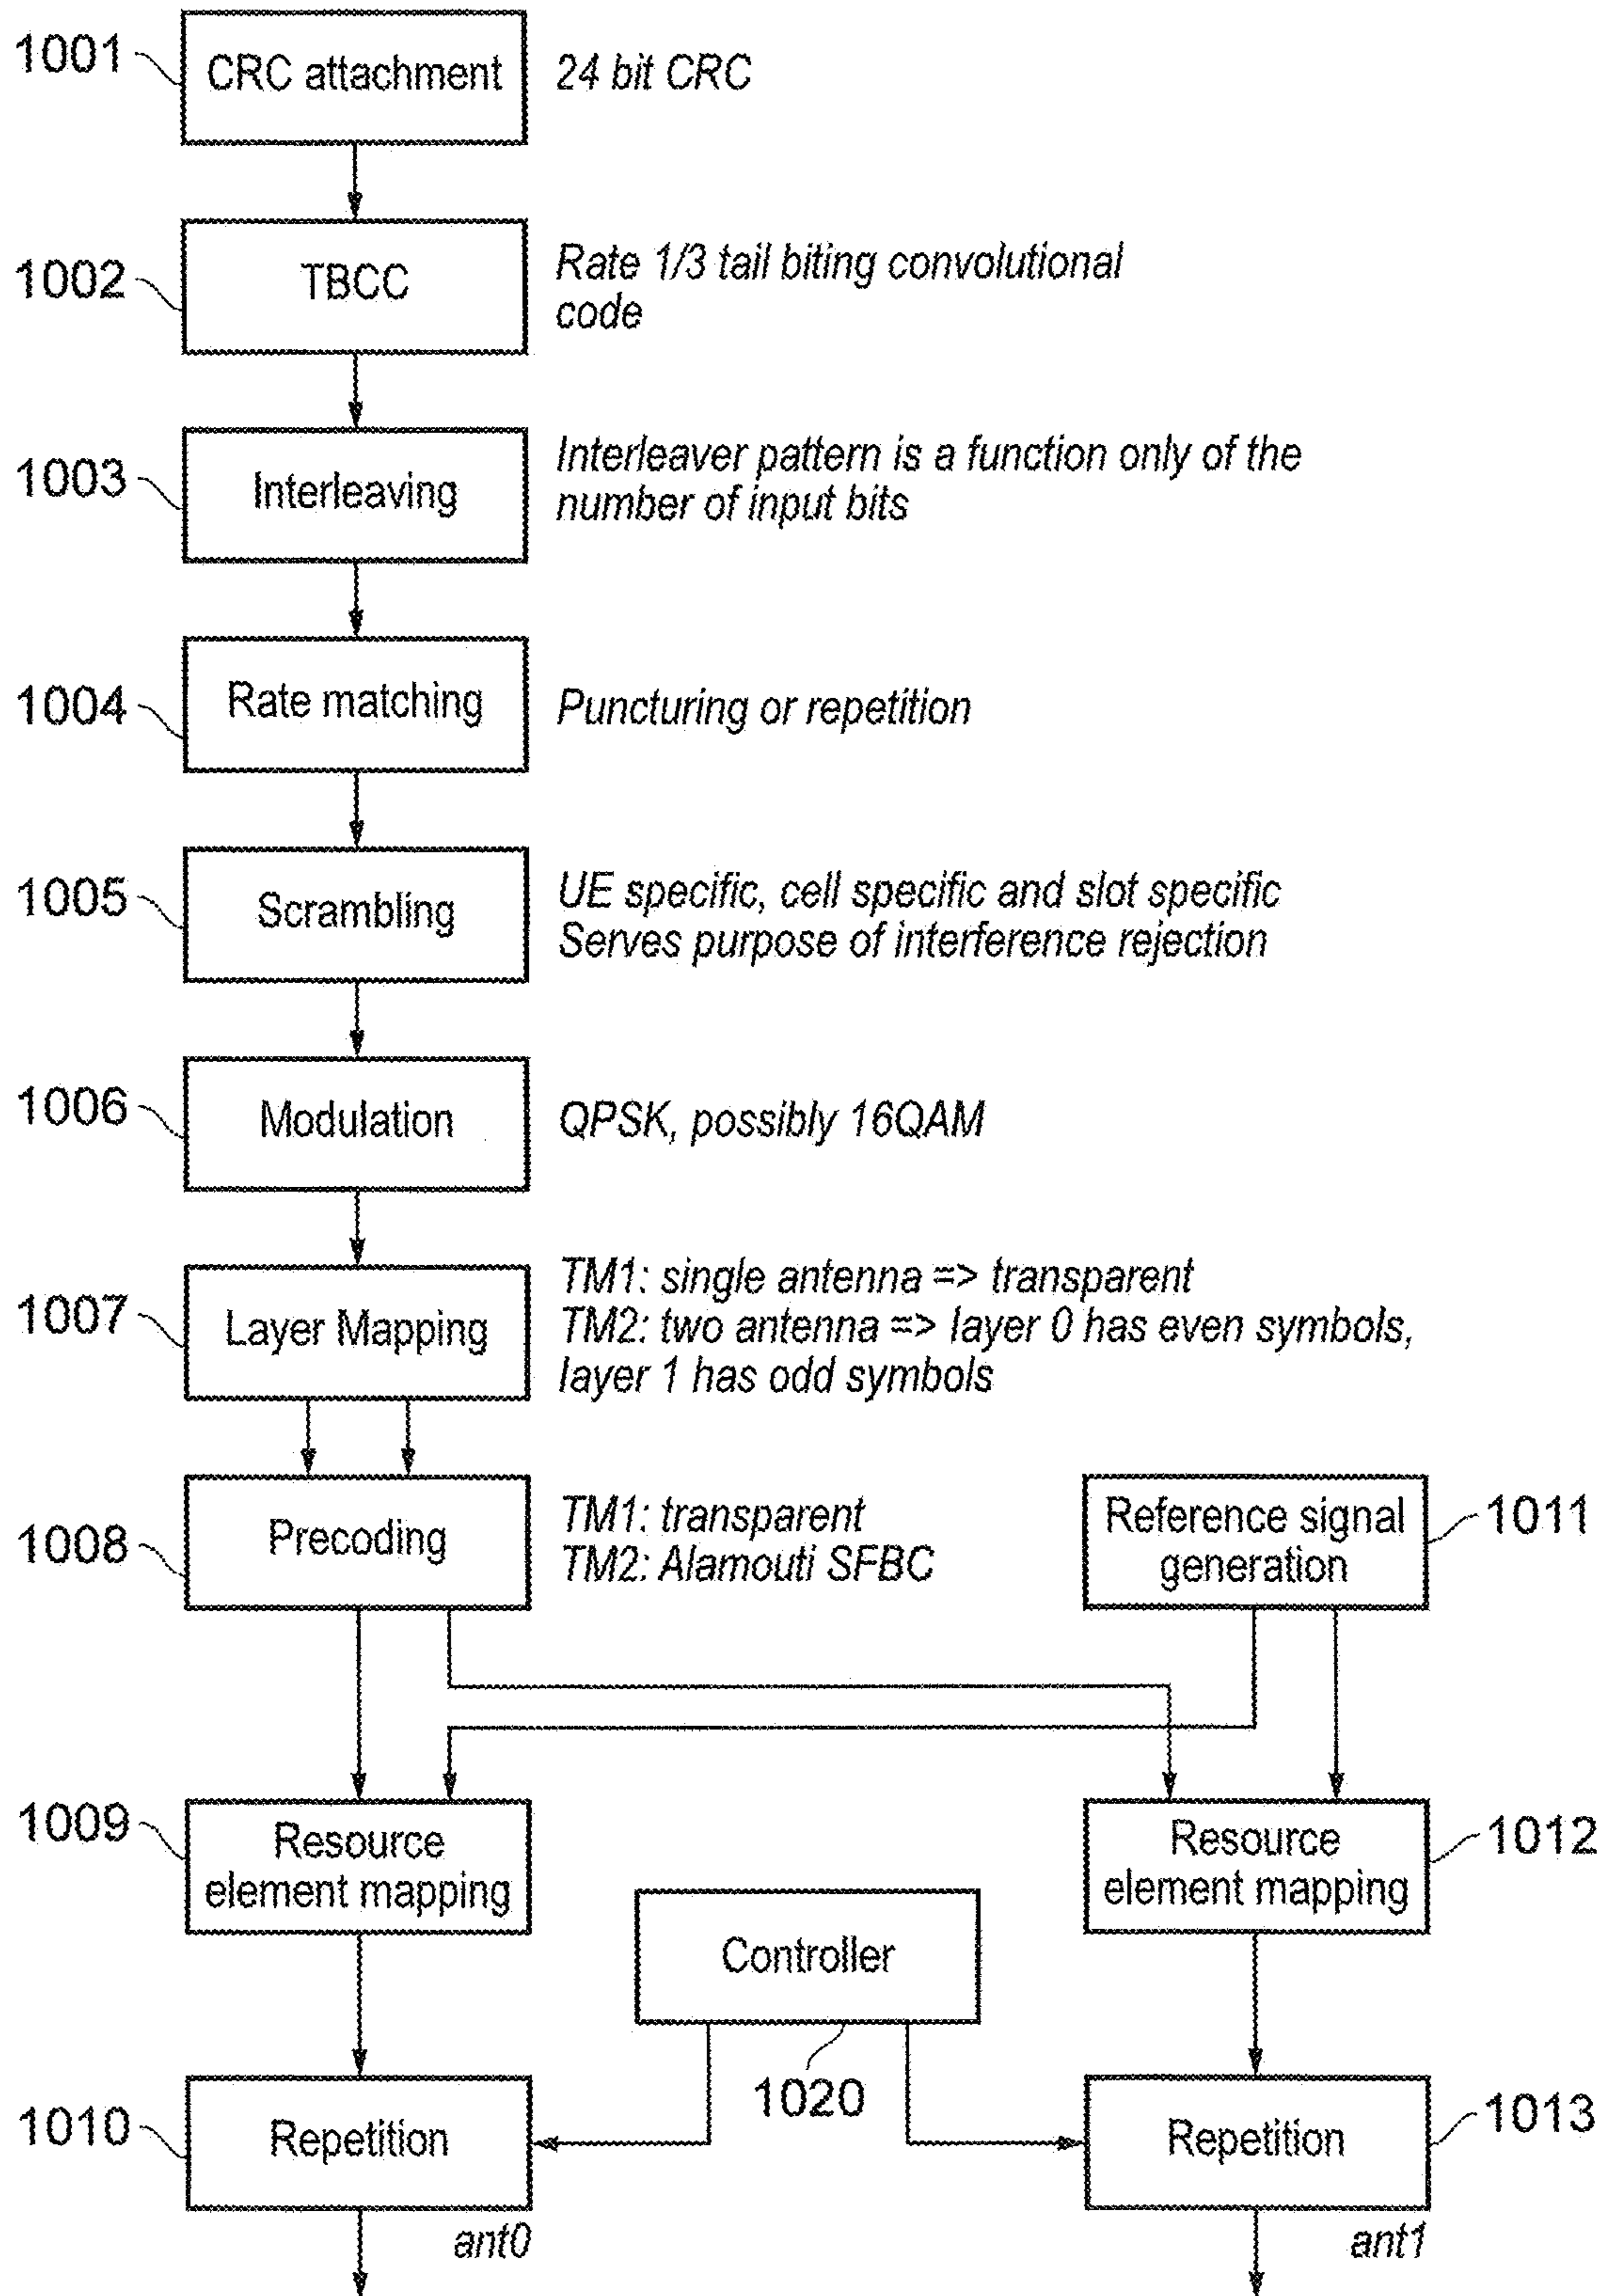 1001
CRC attachment
24 bit CRC
1002
TBCC
Rate 1/3 tail biting convolutional
code
1003
Interleaving
Interleaver pattern is a function only of the
number of input bits
1004
Rate matching
Puncturing or repetition
1005
Scrambling
UE specific, cell specific and slot specific
Serves purpose of interference rejection
1006
Modulation
QPSK, possibly 16QAM
1007
Layer Mapping
TM1: single antenna => transparent
TM2: two antenna => layer 0 has even symbols,
layer 1 has odd symbols
1008
Precoding
TM1: transparent
TM2: Alamouti SFBC
Reference signal
generation
1011
1009
Resource
element mapping
Resource
element mapping
1012
Controller
1020
1010
Repetition
Repetition
1013
ant0
ant1